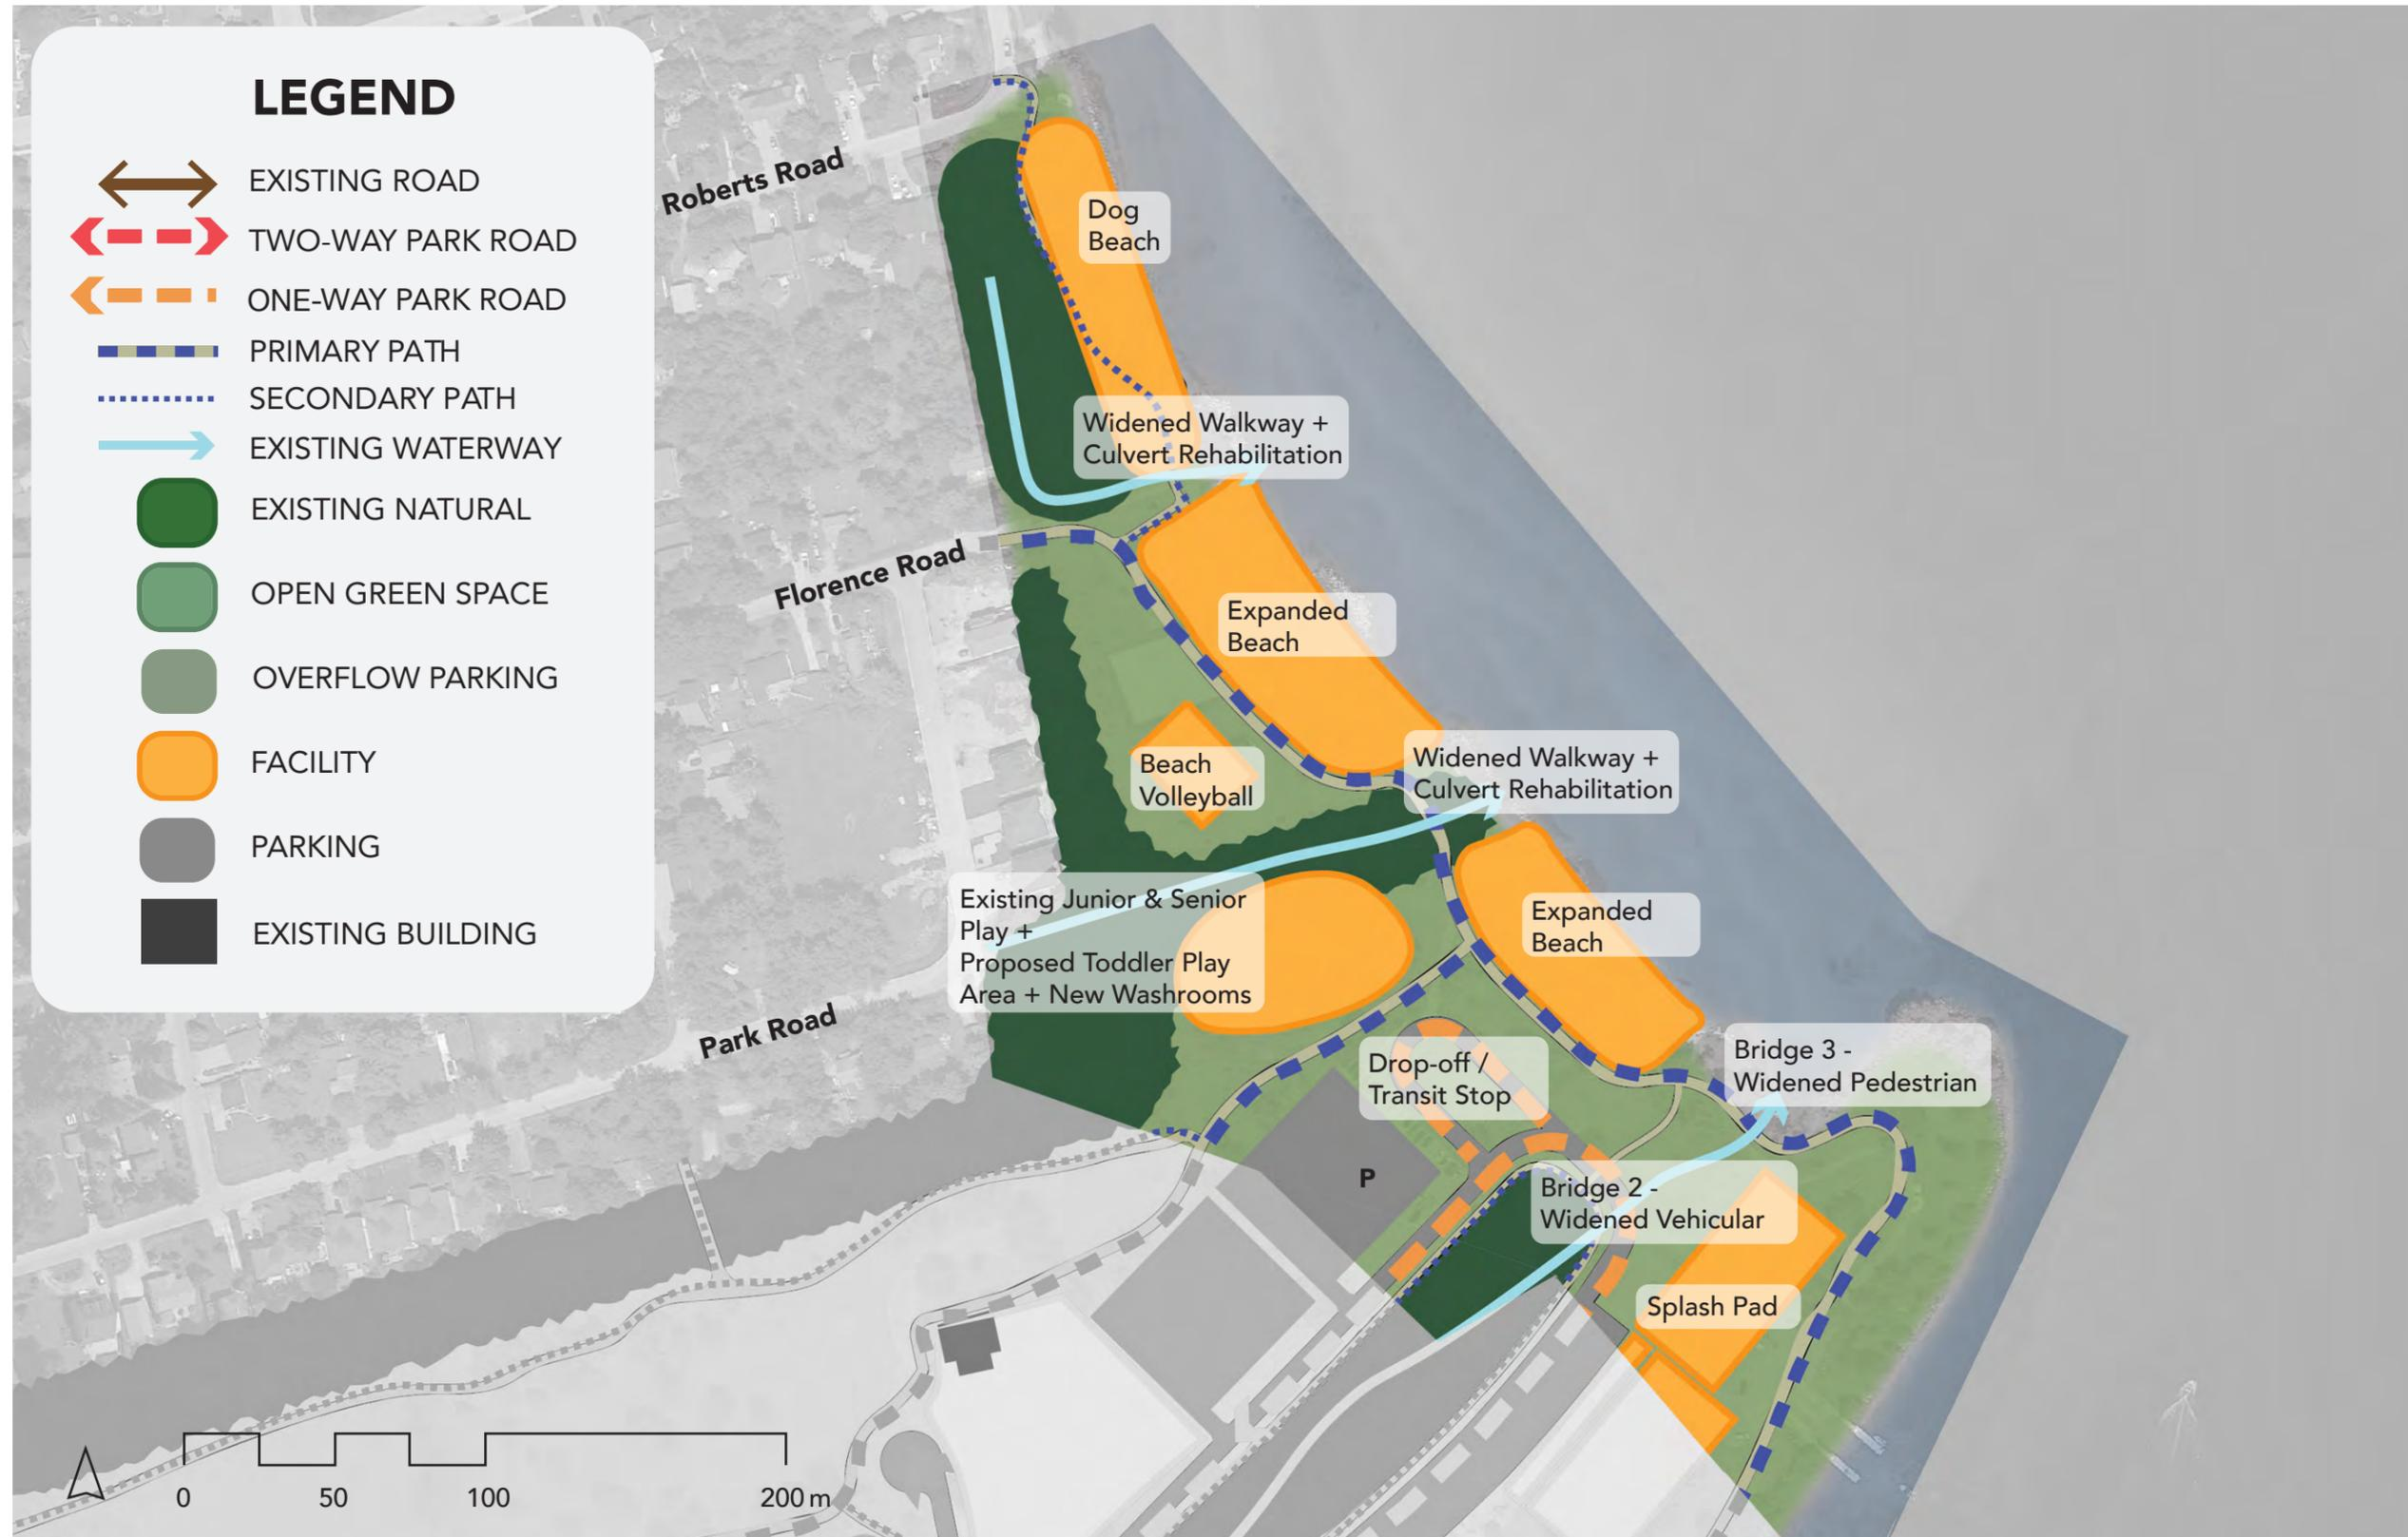 LEGEND
EXISTING ROAD
TWO-WAY PARK ROAD
ONE-WAY PARK ROAD
PRIMARY PATH
SECONDARY PATH
EXISTING WATERWAY
EXISTING NATURAL
OPEN GREEN SPACE
OVERFLOW PARKING
FACILITY
PARKING
EXISTING BUILDING
Roberts Road
Dog
Beach
Widened Walkway +
Culvert Rehabilitation
Florence Road
Expanded
Beach
Beach
Volleyball
Widened Walkway +
Culvert Rehabilitation
Existing Junior & Senior
Play +
Proposed Toddler Play
Area + New Washrooms
Expanded
Beach
Park Road
Drop-off /
Transit Stop
Bridge 3 -
Widened Pedestrian
P
Bridge 2 -
Widened Vehicular
Splash Pad
0 50 100 200 m